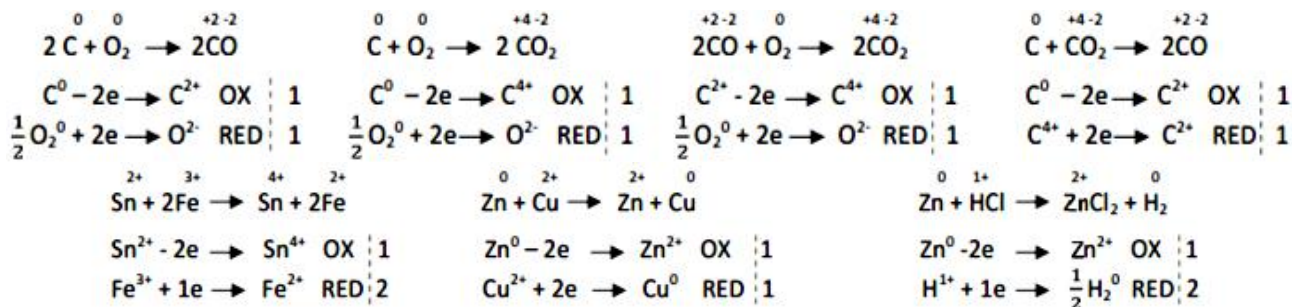 0 0 +2 -2
2 C + O₂ → 2CO
C⁰ – 2e → C²⁺ OX 1
½ O₂⁰ + 2e → O²⁻ RED 1
0 0 +4 -2
C + O₂ → 2 CO₂
C⁰ – 2e → C⁴⁺ OX 1
½ O₂⁰ + 2e → O²⁻ RED 1
+2 -2 0 +4 -2
2CO + O₂ → 2CO₂
C²⁺ - 2e → C⁴⁺ OX 1
½ O₂⁰ + 2e → O²⁻ RED 1
0 +4 -2 +2 -2
C + CO₂ → 2CO
C⁰ – 2e → C²⁺ OX 1
C⁴⁺ + 2e → C²⁺ RED 1
2+ 3+ 4+ 2+
Sn + 2Fe → Sn + 2Fe
Sn²⁺ - 2e → Sn⁴⁺ OX 1
Fe³⁺ + 1e → Fe²⁺ RED 2
0 2+ 2+ 0
Zn + Cu → Zn + Cu
Zn⁰ – 2e → Zn²⁺ OX 1
Cu²⁺ + 2e → Cu⁰ RED 1
0 1+ 2+ 0
Zn + HCl → ZnCl₂ + H₂
Zn⁰ -2e → Zn²⁺ OX 1
H¹⁺ + 1e → ½ H₂⁰ RED 2